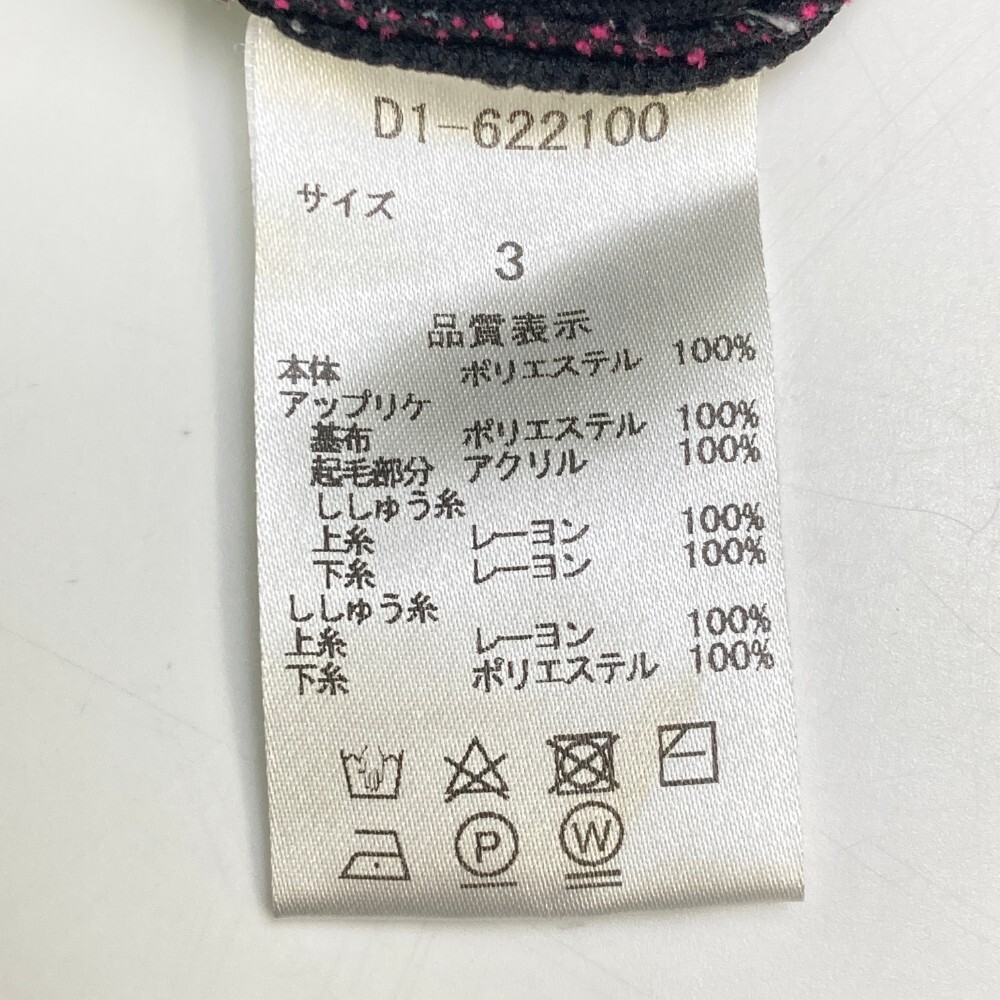 D1-622100
サイズ
3
品質表示
本体 ポリエステル 100%
アップリケ
基布 ポリエステル 100%
起毛部分 アクリル 100%
ししゅう糸
上糸 レーヨン 100%
下糸 レーヨン 100%
ししゅう糸
上糸 レーヨン 100%
下糸 ポリエステル 100%
P W